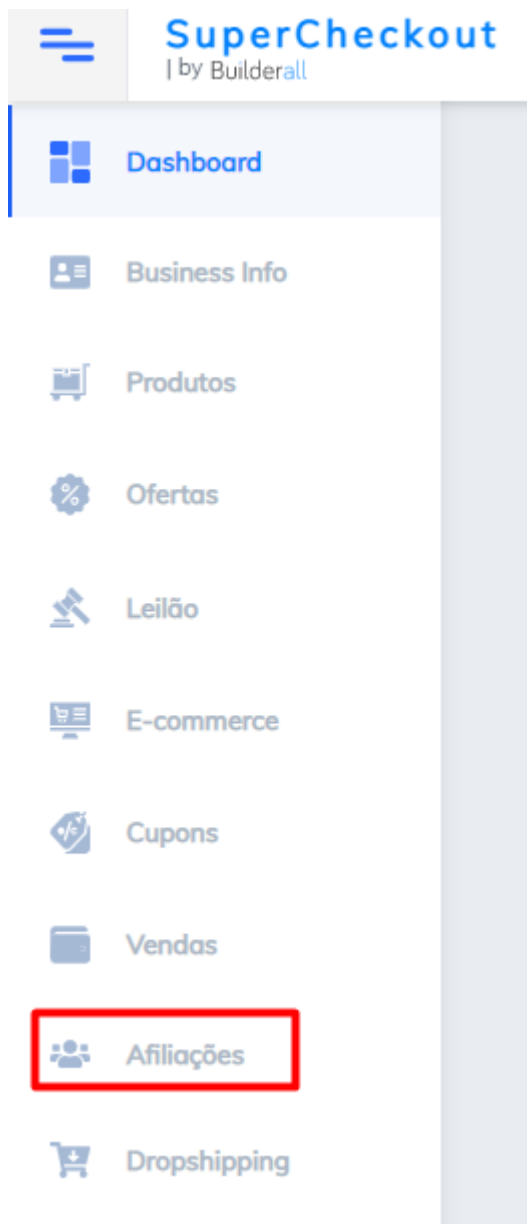 SuperCheckout
| by Builderall
Dashboard
Business Info
Produtos
Ofertas
Leilão
E-commerce
Cupons
Vendas
Afiliações
Dropshipping